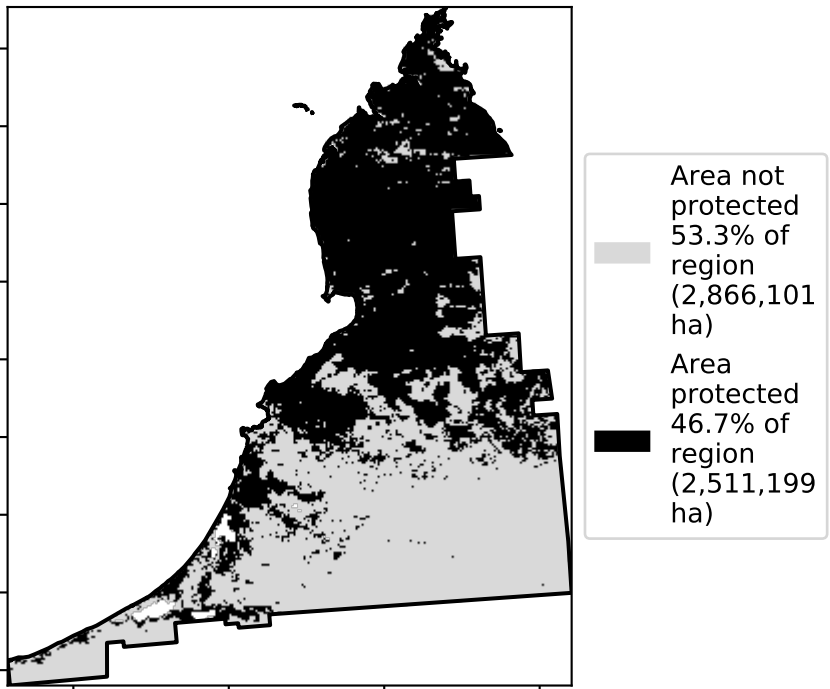 Area not
protected
53.3% of
region
(2,866,101
ha)
Area
protected
46.7% of
region
(2,511,199
ha)